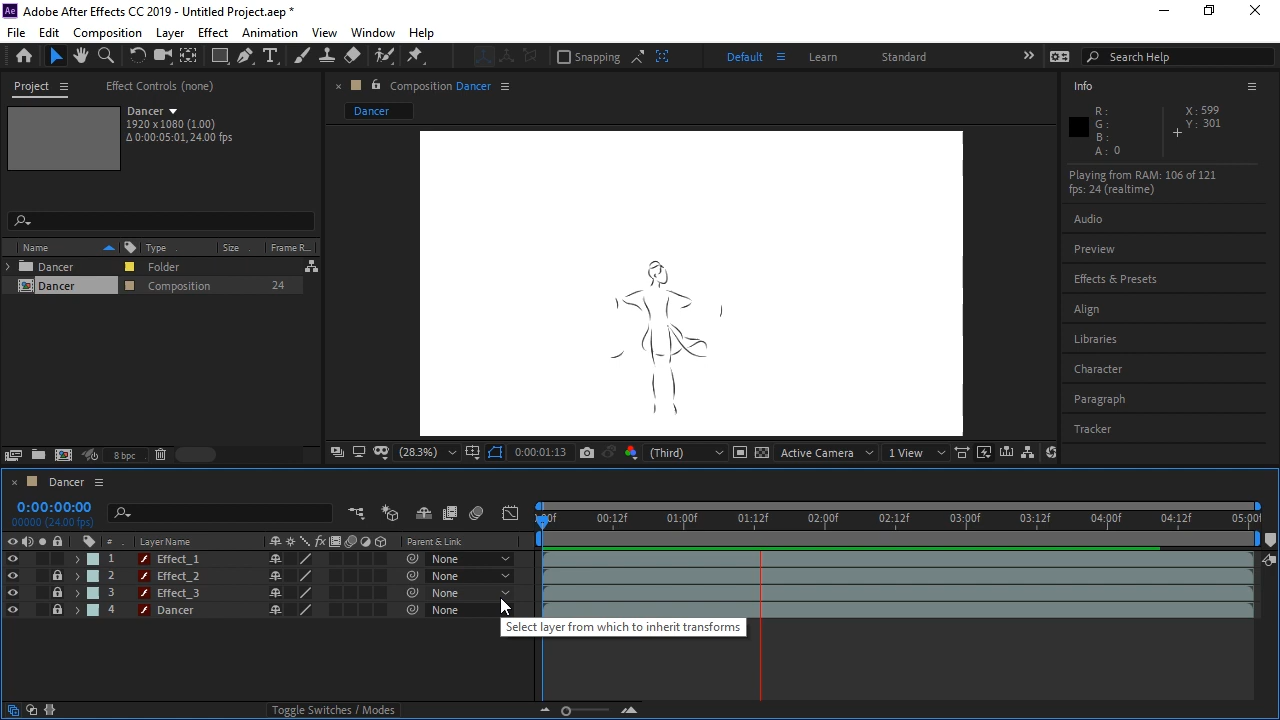 Ae Adobe After Effects CC 2019 - Untitled Project.aep *
File Edit Composition Layer Effect Animation View Window Help
Snapping Default Learn Standard Search Help
Project Effect Controls (none)
Dancer
1920 x 1080 (1.00)
Δ 0:00:05:01, 24.00 fps
Name Type Size Frame R...
Dancer Folder
Dancer Composition 24
8 bpc
Composition Dancer
Dancer
(28.3%) 0:00:01:13 (Third) Active Camera 1 View
Info
R: X: 599
G: Y: 301
B:
A: 0
Playing from RAM: 106 of 121
fps: 24 (realtime)
Audio
Preview
Effects & Presets
Align
Libraries
Character
Paragraph
Tracker
Dancer
0:00:00:00
00000 (24.00 fps)
00:12f 01:00f 01:12f 02:00f 02:12f 03:00f 03:12f 04:00f 04:12f 05:00f
# Layer Name fx Parent & Link
1 Effect_1 None
2 Effect_2 None
3 Effect_3 None
4 Dancer None
Select layer from which to inherit transforms
Toggle Switches / Modes